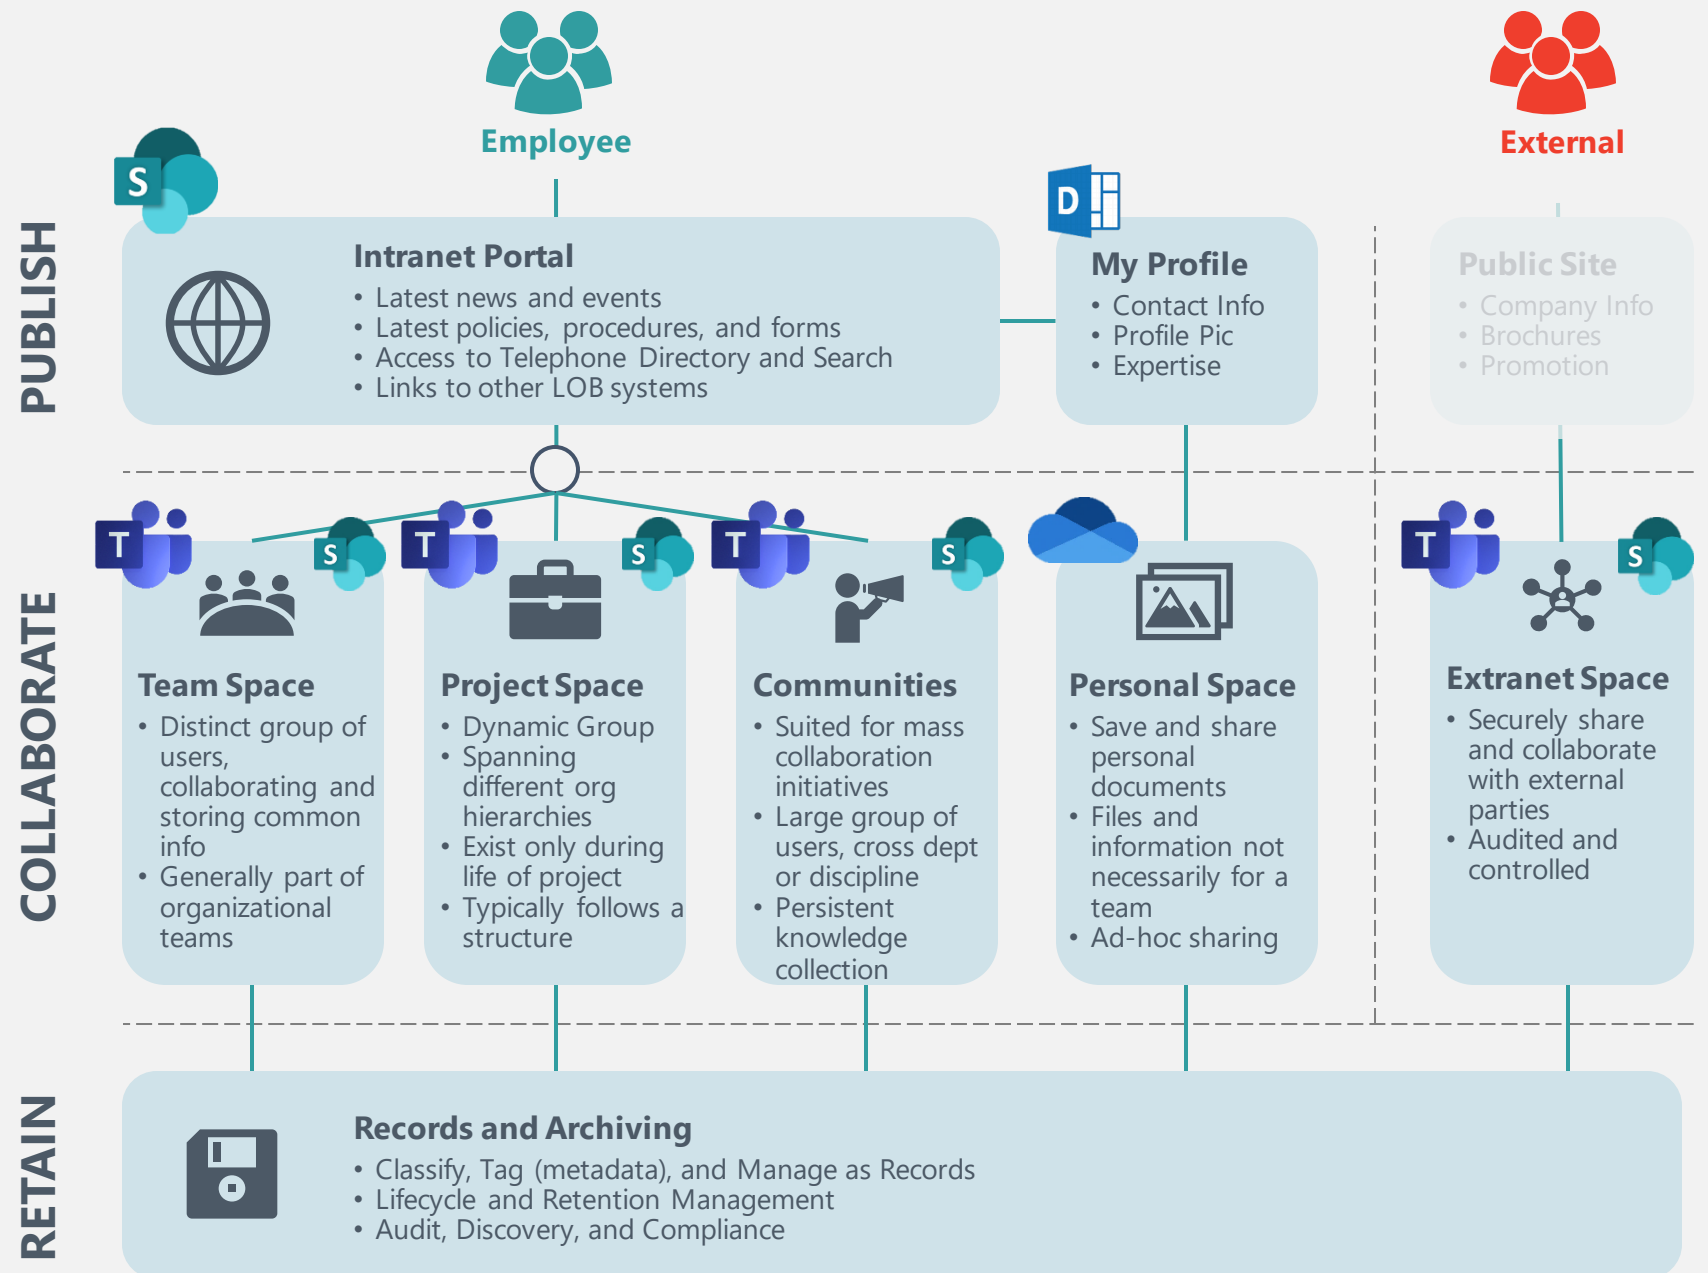 Employee
External
S
D
PUBLISH
Intranet Portal
• Latest news and events
• Latest policies, procedures, and forms
• Access to Telephone Directory and Search
• Links to other LOB systems
My Profile
• Contact Info
• Profile Pic
• Expertise
Public Site
• Company Info
• Brochures
• Promotion
COLLABORATE
T
S
Team Space
• Distinct group of
users,
collaborating and
storing common
info
• Generally part of
organizational
teams
T
S
Project Space
• Dynamic Group
• Spanning
different org
hierarchies
• Exist only during
life of project
• Typically follows a
structure
T
S
Communities
• Suited for mass
collaboration
initiatives
• Large group of
users, cross dept
or discipline
• Persistent
knowledge
collection
Personal Space
• Save and share
personal
documents
• Files and
information not
necessarily for a
team
• Ad-hoc sharing
T
S
Extranet Space
• Securely share
and collaborate
with external
parties
• Audited and
controlled
RETAIN
Records and Archiving
• Classify, Tag (metadata), and Manage as Records
• Lifecycle and Retention Management
• Audit, Discovery, and Compliance